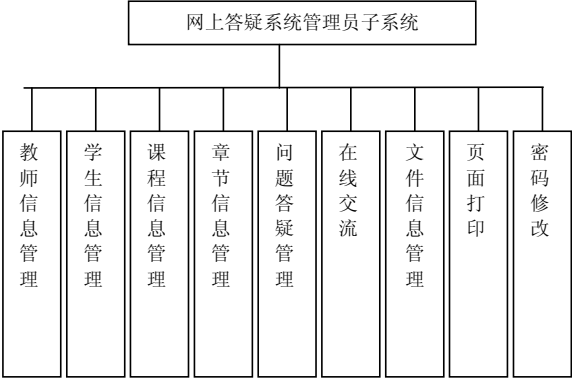 网上答疑系统管理员子系统
教师信息管理
学生信息管理
课程信息管理
章节信息管理
问题答疑管理
在线交流
文件信息管理
页面打印
密码修改